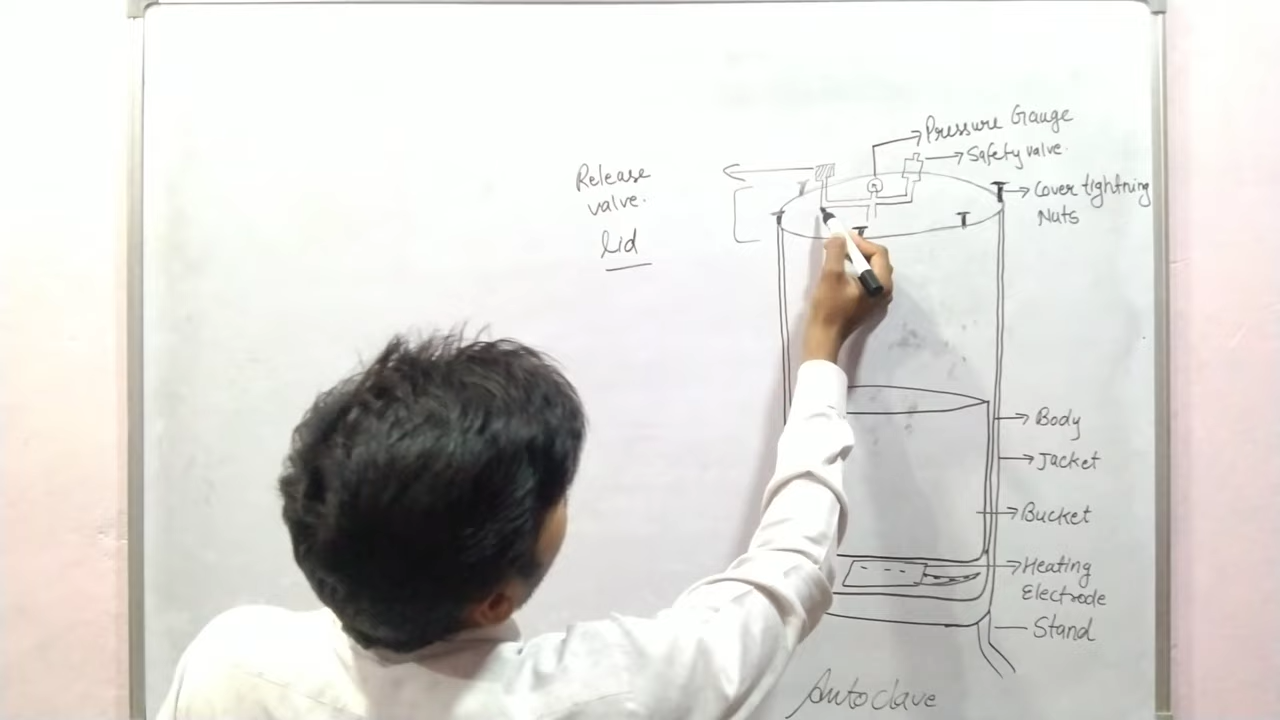 Pressure Gauge
Safety valve.
Release
valve.
Cover tightning
Nuts
lid
Body
Jacket
Bucket
Heating
Electrode
Stand
Autoclave